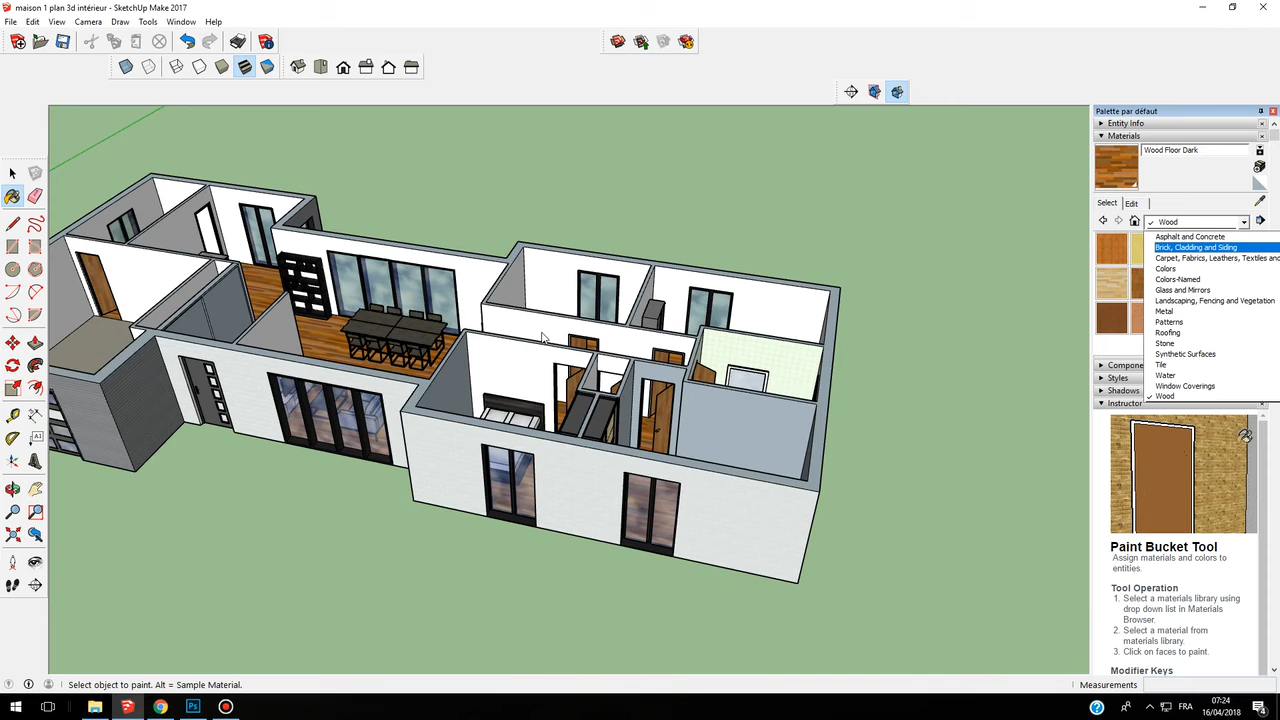 maison 1 plan 3d intérieur - SketchUp Make 2017
File Edit View Camera Draw Tools Window Help
Palette par défaut
Entity Info
Materials
Wood Floor Dark
Select Edit
Wood
Asphalt and Concrete
Brick, Cladding and Siding
Carpet, Fabrics, Leathers, Textiles and
Colors
Colors-Named
Glass and Mirrors
Landscaping, Fencing and Vegetation
Metal
Patterns
Roofing
Stone
Synthetic Surfaces
Tile
Water
Window Coverings
Wood
Compone
Styles
Shadows
Instructor
Paint Bucket Tool
Assign materials and colors to
entities.
Tool Operation
1. Select a materials library using
drop down list in Materials
Browser.
2. Select a material from
materials library.
3. Click on faces to paint.
Modifier Keys
Select object to paint. Alt = Sample Material.
Measurements
Ps
FRA
07:24
16/04/2018
4